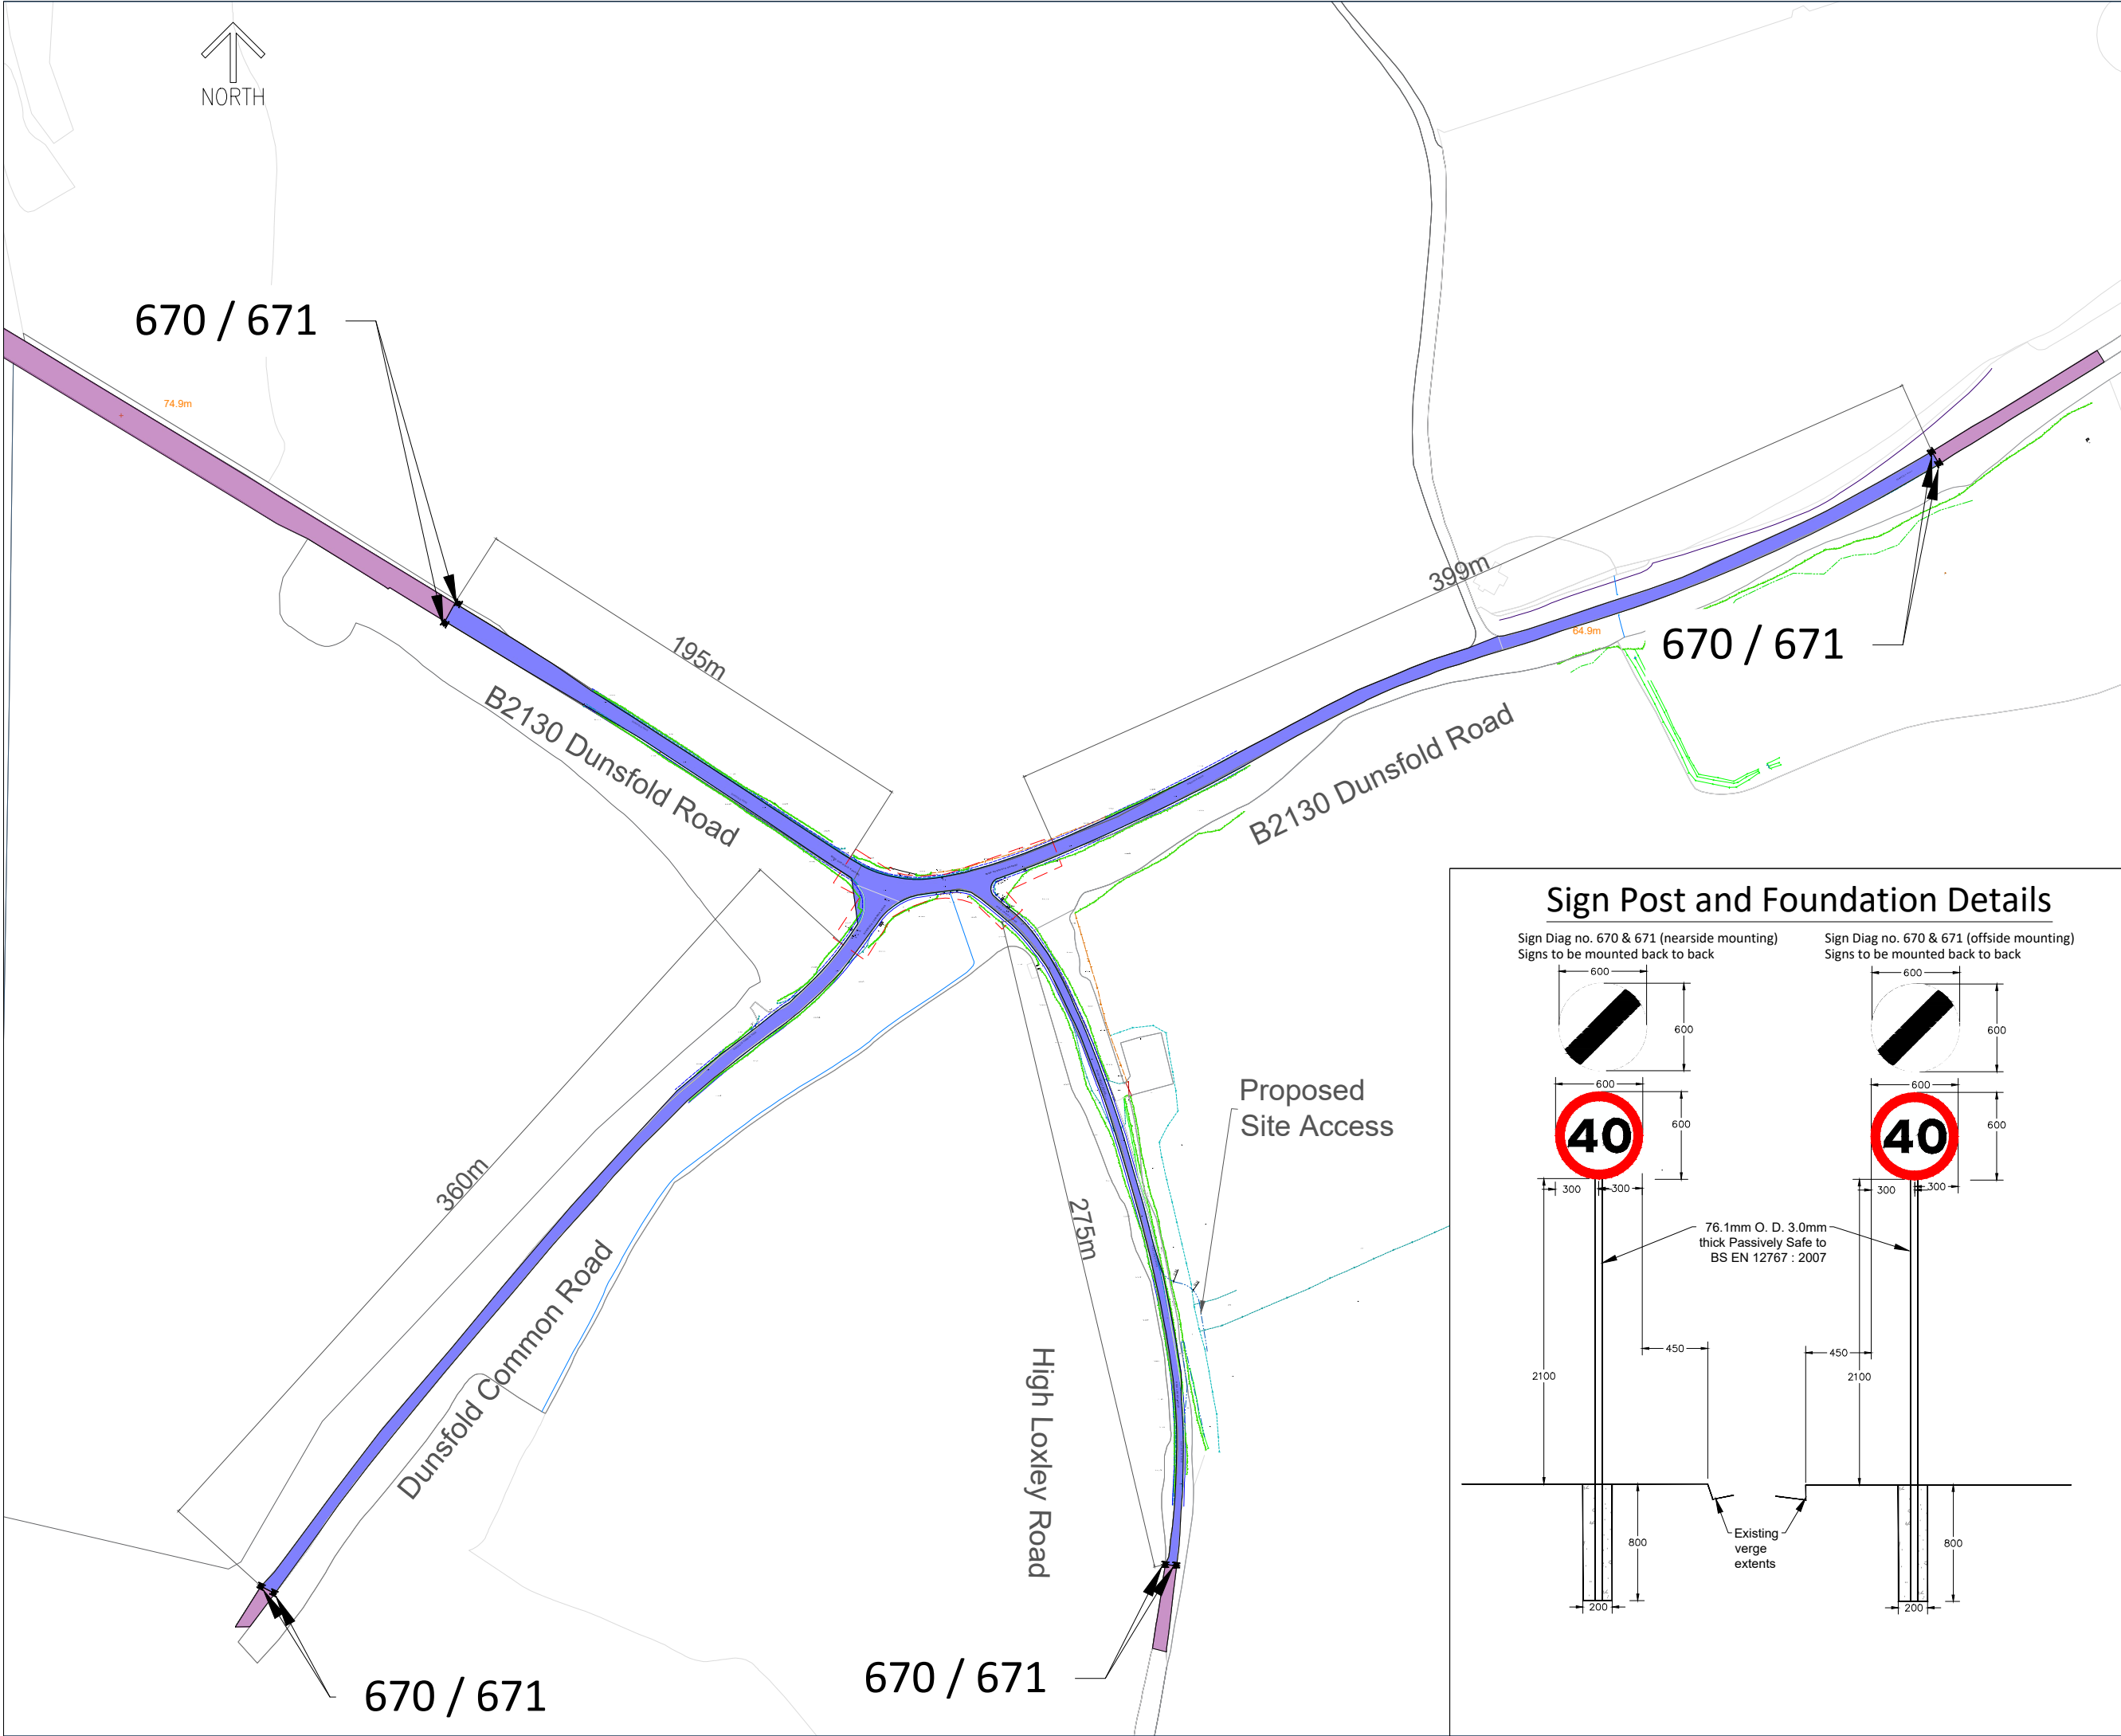 NORTH
670 / 671
74.9m
195m
B2130 Dunsfold Road
399m
64.9m
670 / 671
B2130 Dunsfold Road
360m
Dunsfold Common Road
275m
High Loxley Road
Proposed
Site Access
670 / 671
670 / 671
Sign Post and Foundation Details
Sign Diag no. 670 & 671 (nearside mounting)
Signs to be mounted back to back
600
600
600
40
600
300
300
Sign Diag no. 670 & 671 (offside mounting)
Signs to be mounted back to back
600
600
600
40
600
300
300
76.1mm O. D. 3.0mm
thick Passively Safe to
BS EN 12767 : 2007
450
2100
450
2100
Existing
verge
extents
800
200
800
200